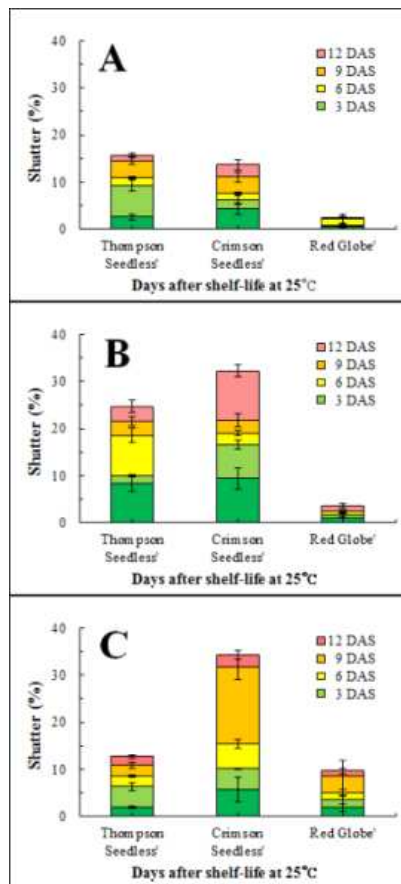 A
40
30
20
10
0
Shatter (%)
12 DAS
9 DAS
6 DAS
3 DAS
Thompson Crimson Red Globe'
Seedless' Seedless'
Days after shelf-life at 25°C
B
40
30
20
10
0
Shatter (%)
12 DAS
9 DAS
6 DAS
3 DAS
Thompson Crimson Red Globe'
Seedless' Seedless'
Days after shelf-life at 25°C
C
40
30
20
10
0
Shatter (%)
12 DAS
9 DAS
6 DAS
3 DAS
Thompson Crimson Red Globe'
Seedless' Seedless'
Days after shelf-life at 25°C